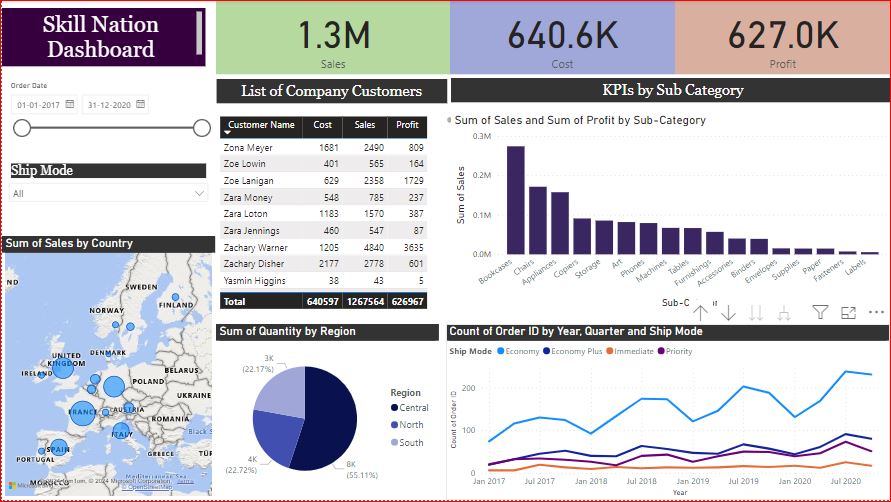 Skill Nation
Dashboard
1.3M
Sales
640.6K
Cost
627.0K
Profit
Order Date
01-01-2017
31-12-2020
Ship Mode
All
List of Company Customers
Customer Name Cost Sales Profit
Zona Meyer 1681 2490 809
Zoe Lowin 401 565 164
Zoe Lanigan 629 2358 1729
Zara Money 548 785 237
Zara Loton 1183 1570 387
Zara Jennings 460 547 87
Zachary Warner 1205 4840 3635
Zachary Disher 2177 2778 601
Yasmin Higgins 38 43 5
Total 640597 1267564 626967
KPIs by Sub Category
Sum of Sales and Sum of Profit by Sub-Category
Sum of Sales
0.3M
0.2M
0.1M
0.0M
Bookcases
Chairs
Appliances
Copiers
Storage
Art
Phones
Machines
Tables
Furnishings
Accessories
Binders
Envelopes
Supplies
Paper
Fasteners
Labels
Sub-C
Sum of Sales by Country
ND
SWEDEN
FINLAND
NORWAY
UNITED
KINGDOM
DENMARK
IRELAND
BELARUS
POLAND
UKRAINE
FRANCE
AUSTRIA
ROMANIA
ITALY
Black S
SPAIN
PORTUGAL
GREECE
TÜR
Mediterranean Sea
MOROCCO
© 2024 Microsoft Corporation, Terms
© OpenStreetMap
Sum of Quantity by Region
3K
(22.17%)
4K
(22.72%)
8K
(55.11%)
Region
Central
North
South
Count of Order ID by Year, Quarter and Ship Mode
Ship Mode Economy Economy Plus Immediate Priority
Count of Order ID
200
100
0
Jan 2017 Jul 2017 Jan 2018 Jul 2018 Jan 2019 Jul 2019 Jan 2020 Jul 2020
Year